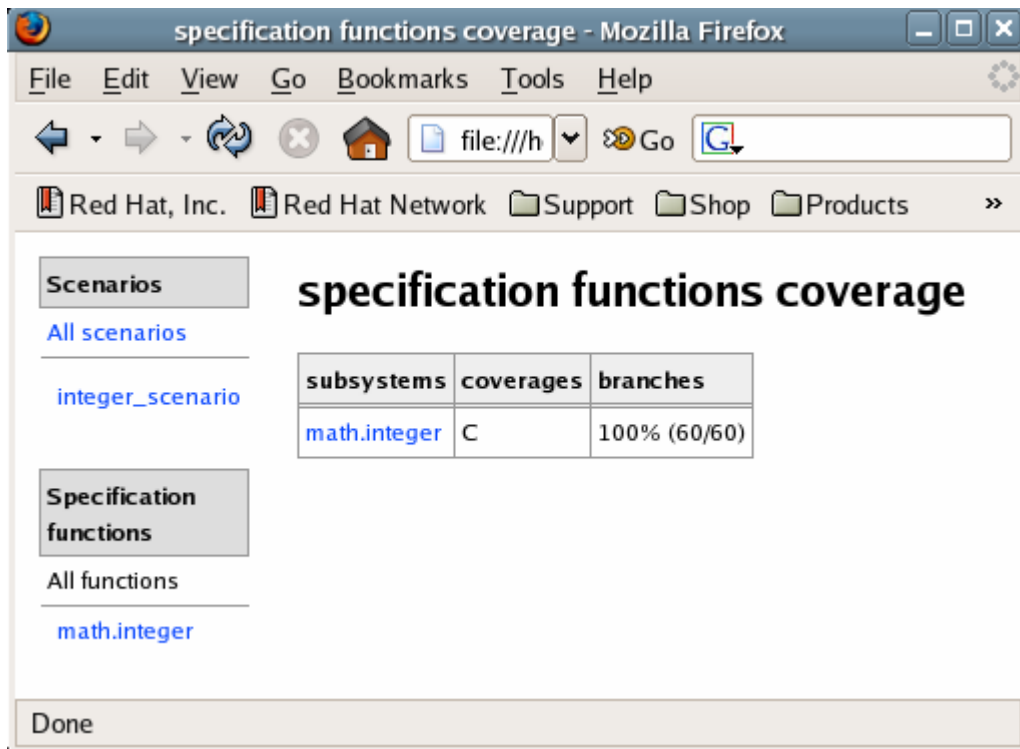 specification functions coverage - Mozilla Firefox
File Edit View Go Bookmarks Tools Help
file:///h Go G
Red Hat, Inc. Red Hat Network Support Shop Products »
Scenarios
All scenarios
integer_scenario
Specification
functions
All functions
math.integer
specification functions coverage
subsystems coverages branches
math.integer C 100% (60/60)
Done